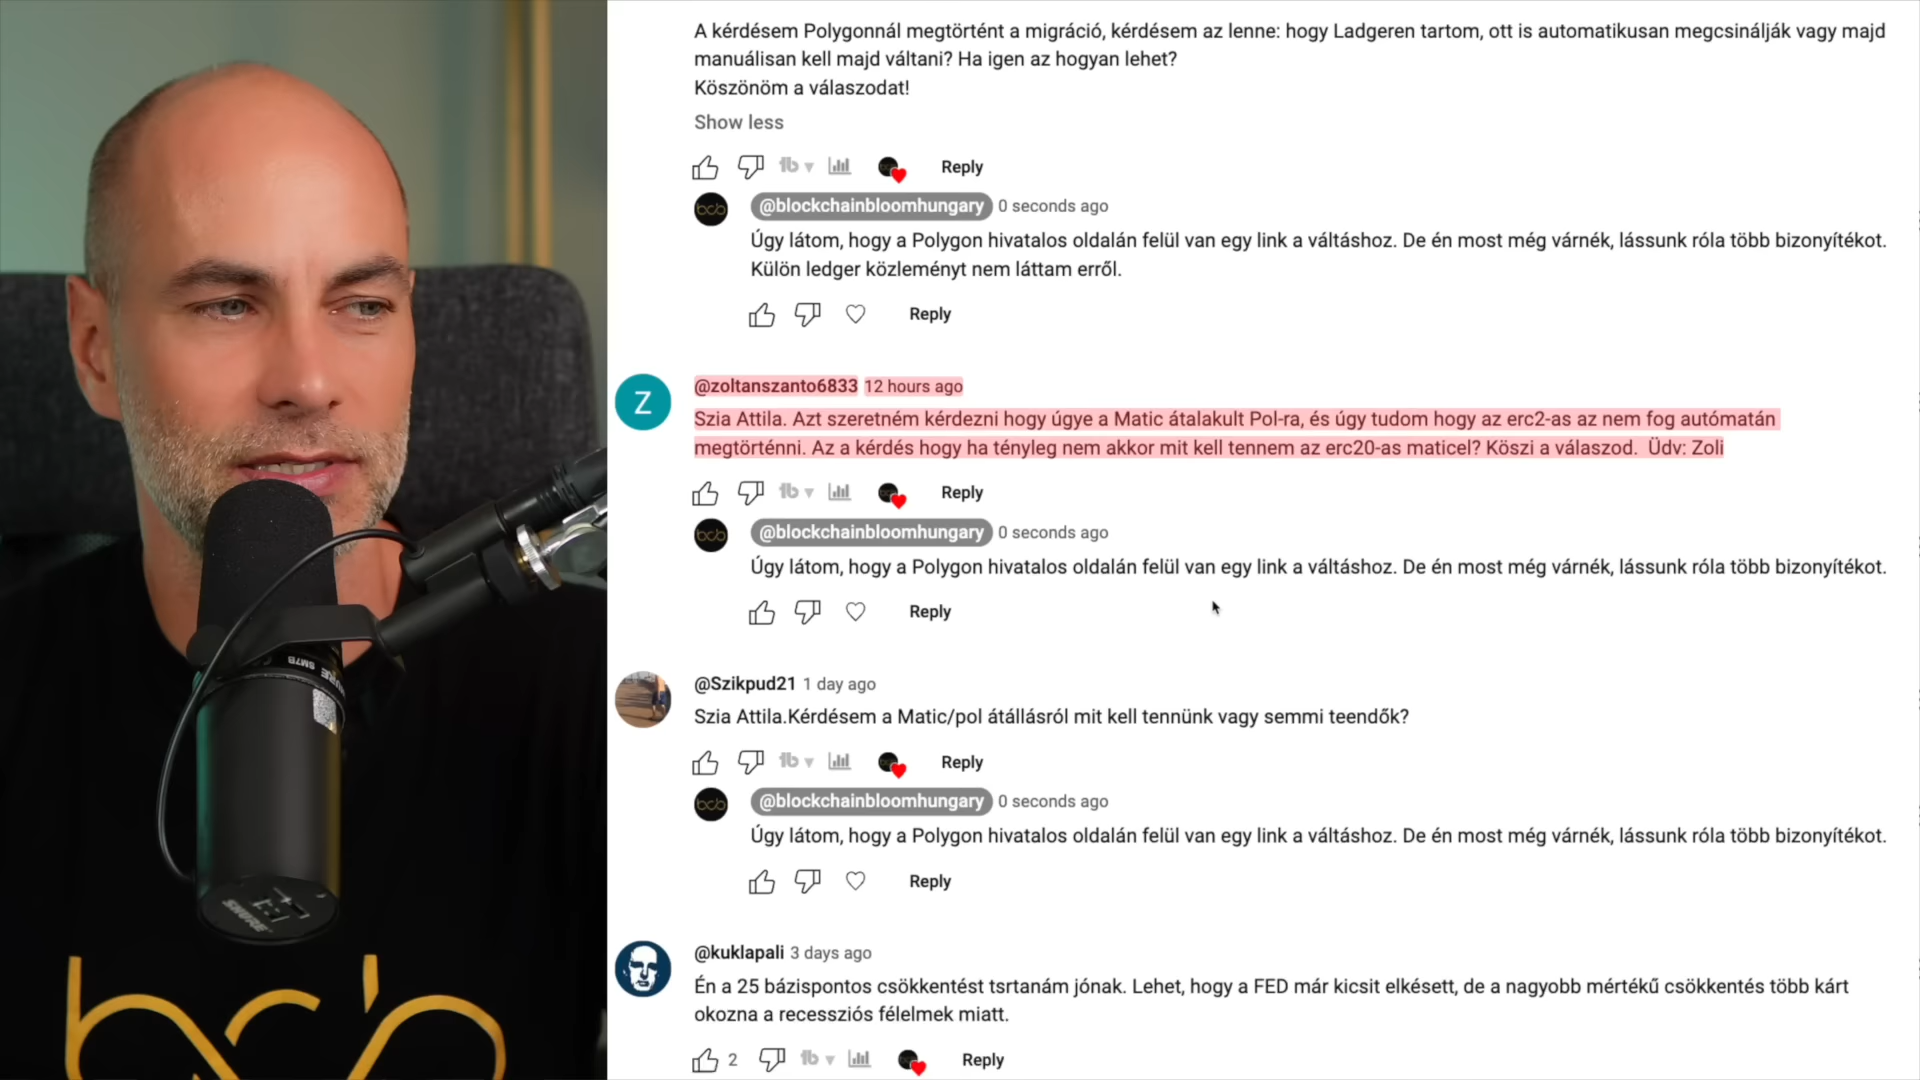 A kérdésem Polygonnál megtörtént a migráció, kérdésem az lenne: hogy Ladgeren tartom, ott is automatikusan megcsinálják vagy majd
manuálisan kell majd váltani? Ha igen az hogyan lehet?
Köszönöm a válaszodat!
Show less
Reply
@blockchainbloomhungary 0 seconds ago
Úgy látom, hogy a Polygon hivatalos oldalán felül van egy link a váltáshoz. De én most még várnék, lássunk róla több bizonyítékot.
Külön ledger közleményt nem láttam erről.
Reply
Z
@zoltanszanto6833 12 hours ago
Szia Attila. Azt szeretném kérdezni hogy úgye a Matic átalakult Pol-ra, és úgy tudom hogy az erc2-as az nem fog autómatán
megtörténni. Az a kérdés hogy ha tényleg nem akkor mit kell tennem az erc20-as maticel? Köszi a válaszod.  Üdv: Zoli
Reply
@blockchainbloomhungary 0 seconds ago
Úgy látom, hogy a Polygon hivatalos oldalán felül van egy link a váltáshoz. De én most még várnék, lássunk róla több bizonyítékot.
Reply
@Szikpud21 1 day ago
Szia Attila.Kérdésem a Matic/pol átállásról mit kell tennünk vagy semmi teendők?
Reply
@blockchainbloomhungary 0 seconds ago
Úgy látom, hogy a Polygon hivatalos oldalán felül van egy link a váltáshoz. De én most még várnék, lássunk róla több bizonyítékot.
Reply
@kuklapali 3 days ago
Én a 25 bázispontos csökkentést tsrtanám jónak. Lehet, hogy a FED már kicsit elkésett, de a nagyobb mértékű csökkentés több kárt
okozna a recessziós félelmek miatt.
2 Reply
SM7B
SHURE
bcb